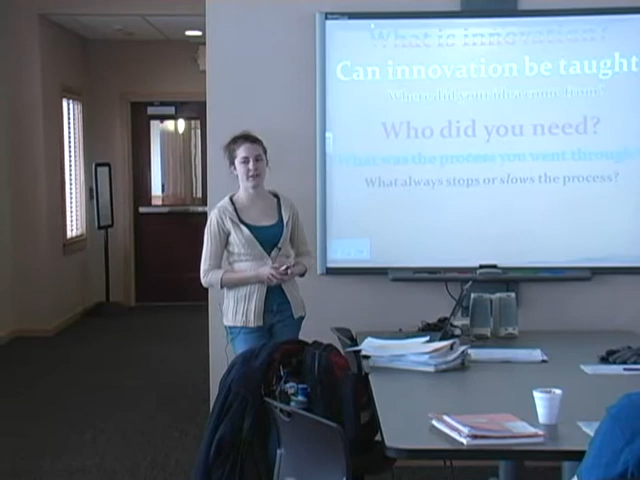 What is innovation?
Can innovation be taught
Where did your idea come from?
Who did you need?
What was the process you went through?
What always stops or slows the process?